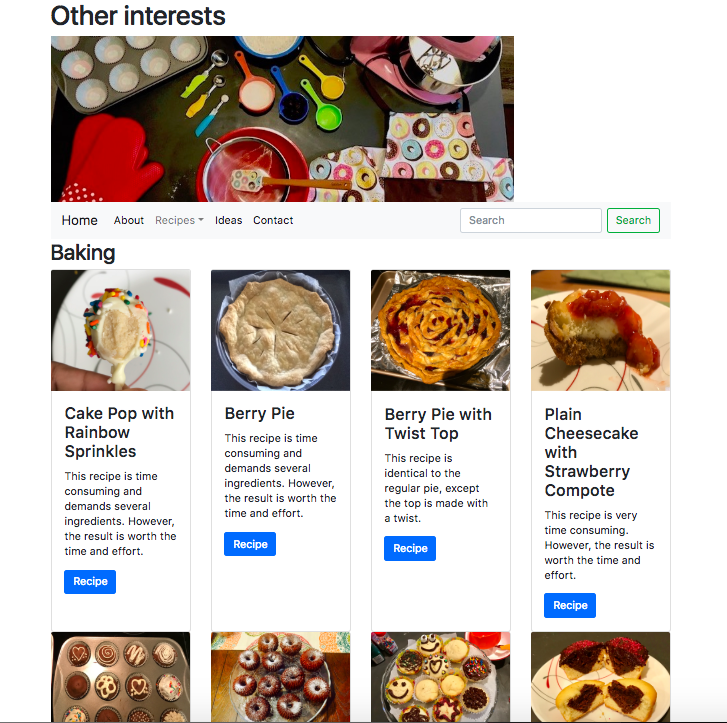 Other interests
Home About Recipes Ideas Contact Search Search
Baking
Cake Pop with
Rainbow
Sprinkles
This recipe is time
consuming and
demands several
ingredients. However,
the result is worth the
time and effort.
Recipe
Berry Pie
This recipe is time
consuming and
demands several
ingredients. However,
the result is worth the
time and effort.
Recipe
Berry Pie with
Twist Top
This recipe is
identical to the
regular pie, except
the top is made with
a twist.
Recipe
Plain
Cheesecake
with
Strawberry
Compote
This recipe is very
time consuming.
However, the result is
worth the time and
effort.
Recipe